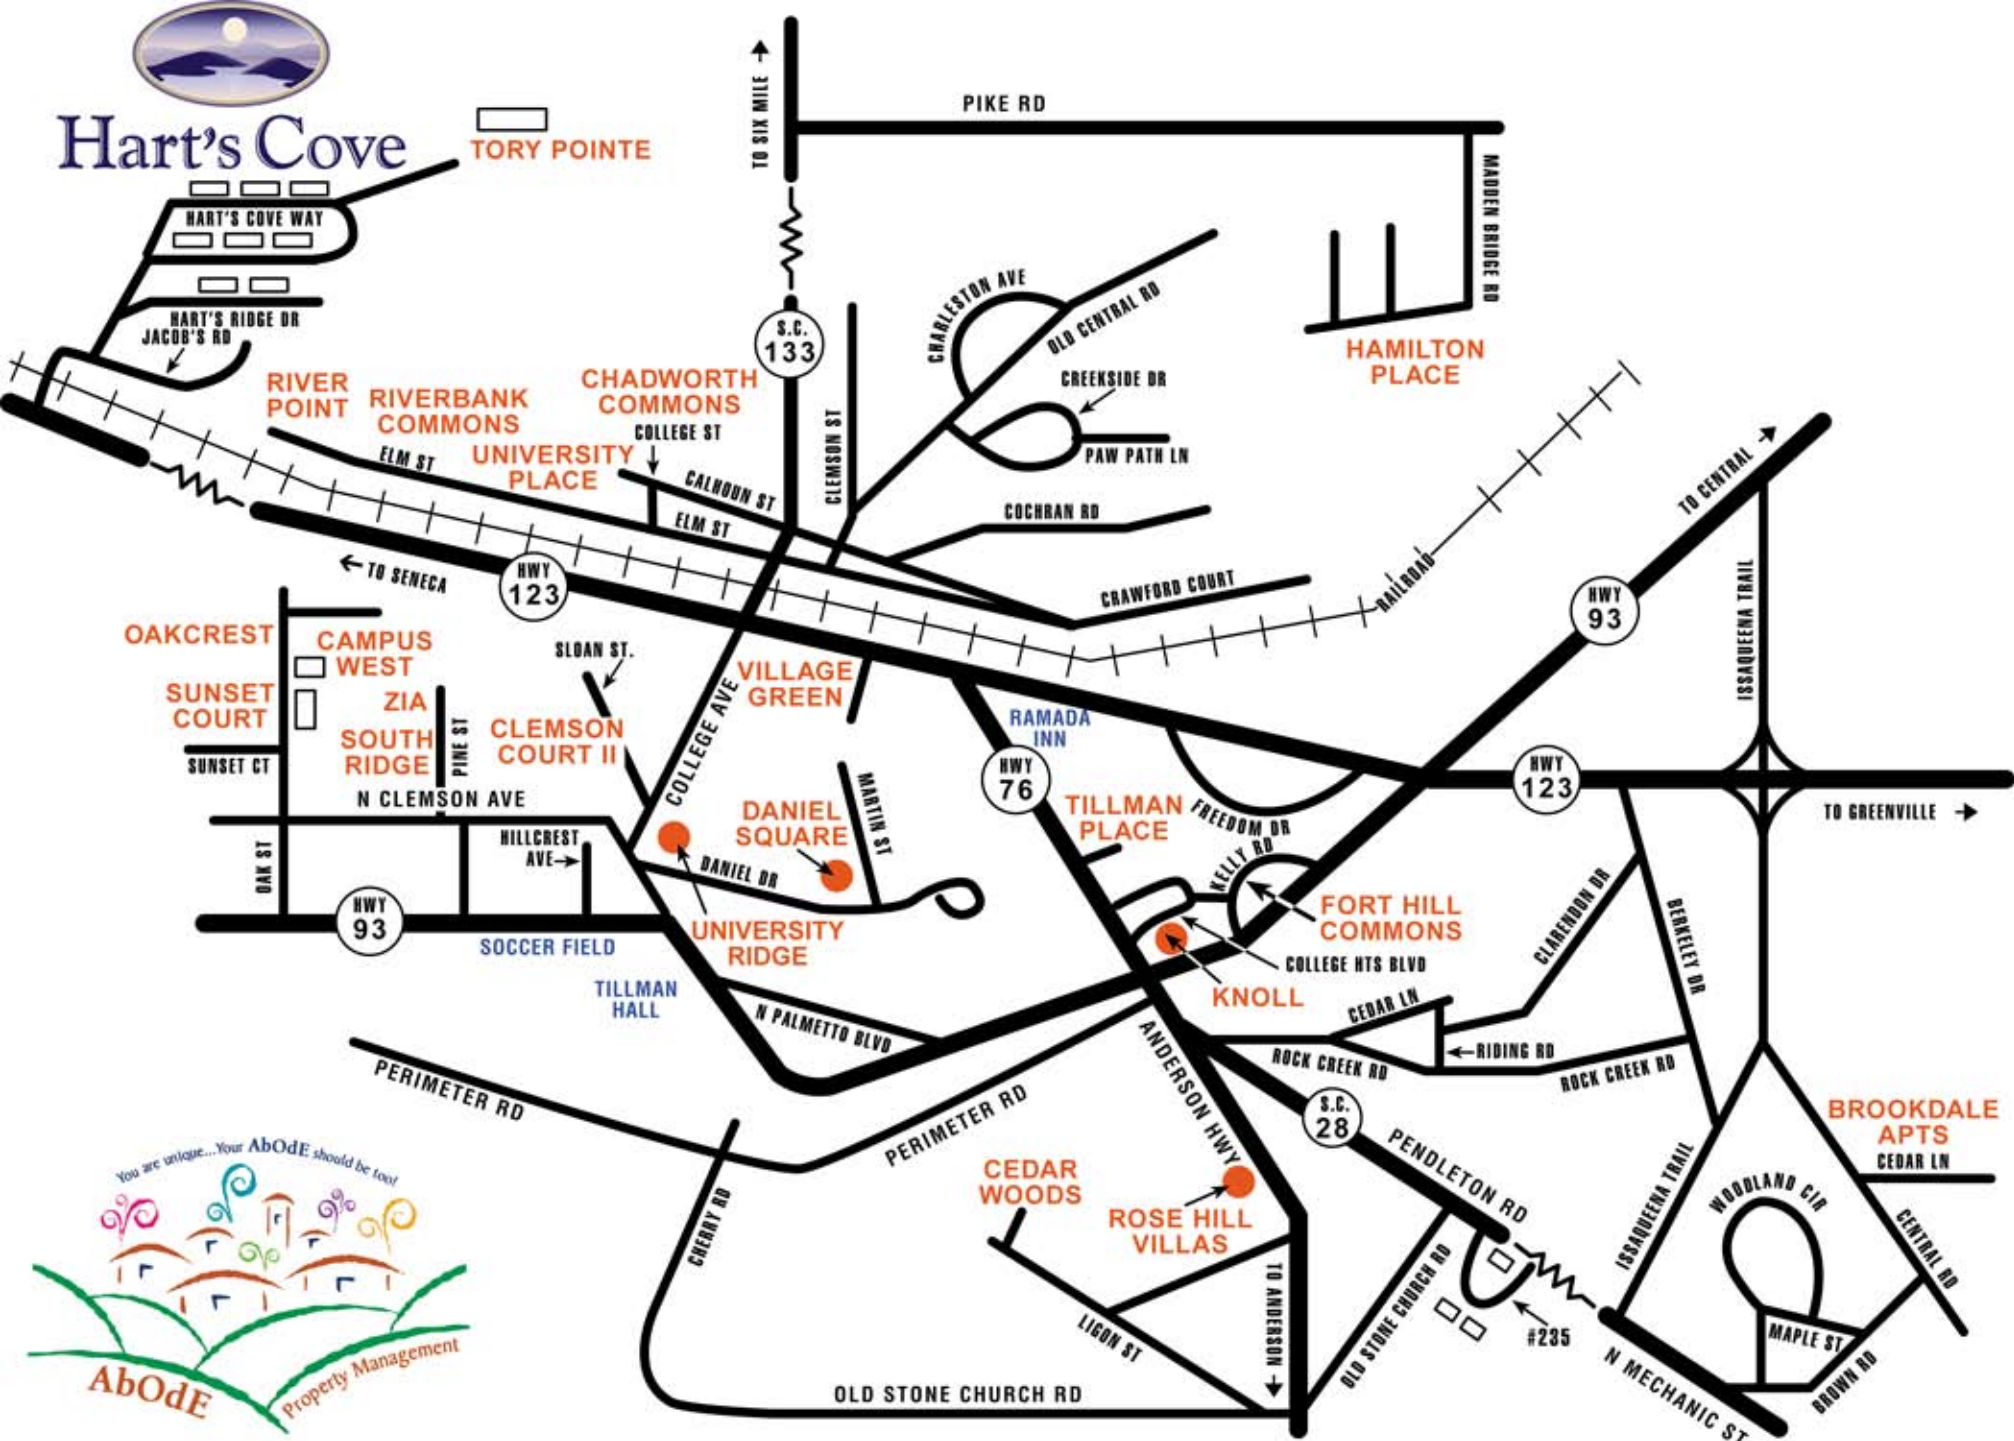 Hart's Cove
TORY POINTE
HART'S COVE WAY
HART'S RIDGE DR
JACOB'S RD
TO SIX MILE
PIKE RD
MADDEN BRIDGE RD
HAMILTON
PLACE
S.C.
133
CHARLESTON AVE
OLD CENTRAL RD
CREEKSIDE DR
PAW PATH LN
CLEMSON ST
COCHRAN RD
CRAWFORD COURT
RAILROAD
RIVER
POINT
RIVERBANK
COMMONS
CHADWORTH
COMMONS
COLLEGE ST
UNIVERSITY
PLACE
ELM ST
CALHOUN ST
ELM ST
TO SENECA
HWY
123
TO CENTRAL
HWY
93
ISSAQUEENA TRAIL
OAKCREST
CAMPUS
WEST
SUNSET
COURT
ZIA
SOUTH
RIDGE
SUNSET CT
PINE ST
SLOAN ST.
CLEMSON
COURT II
COLLEGE AVE
VILLAGE
GREEN
RAMADA
INN
HWY
76
FREEDOM DR
HWY
123
TO GREENVILLE
N CLEMSON AVE
OAK ST
HILLCREST
AVE
HWY
93
SOCCER FIELD
DANIEL
SQUARE
MARTIN ST
DANIEL DR
UNIVERSITY
RIDGE
TILLMAN
PLACE
KELLY RD
FORT HILL
COMMONS
COLLEGE HTS BLVD
KNOLL
CLARENDON DR
BERKELEY DR
TILLMAN
HALL
N PALMETTO BLVD
PERIMETER RD
PERIMETER RD
ANDERSON HWY
CEDAR LN
RIDING RD
ROCK CREEK RD
ROCK CREEK RD
S.C.
28
PENDLETON RD
BROOKDALE
APTS
CEDAR LN
ISSAQUEENA TRAIL
WOODLAND CIR
CENTRAL RD
MAPLE ST
BROWN RD
N MECHANIC ST
CHERRY RD
CEDAR
WOODS
ROSE HILL
VILLAS
LIGON ST
TO ANDERSON
OLD STONE CHURCH RD
#235
OLD STONE CHURCH RD
You are unique...Your AbOdE should be too!
AbOdE
Property Management